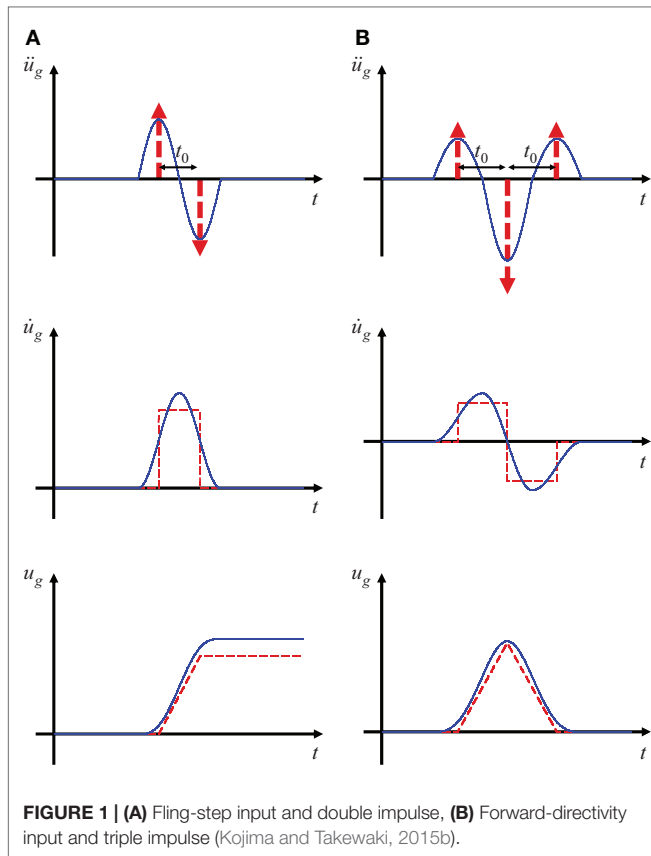 A
B
ü_g
ü_g
t_0
t_0
t_0
t
t
u̇_g
u̇_g
t
t
u_g
u_g
t
t
FIGURE 1 | (A) Fling-step input and double impulse, (B) Forward-directivity
input and triple impulse (Kojima and Takewaki, 2015b).